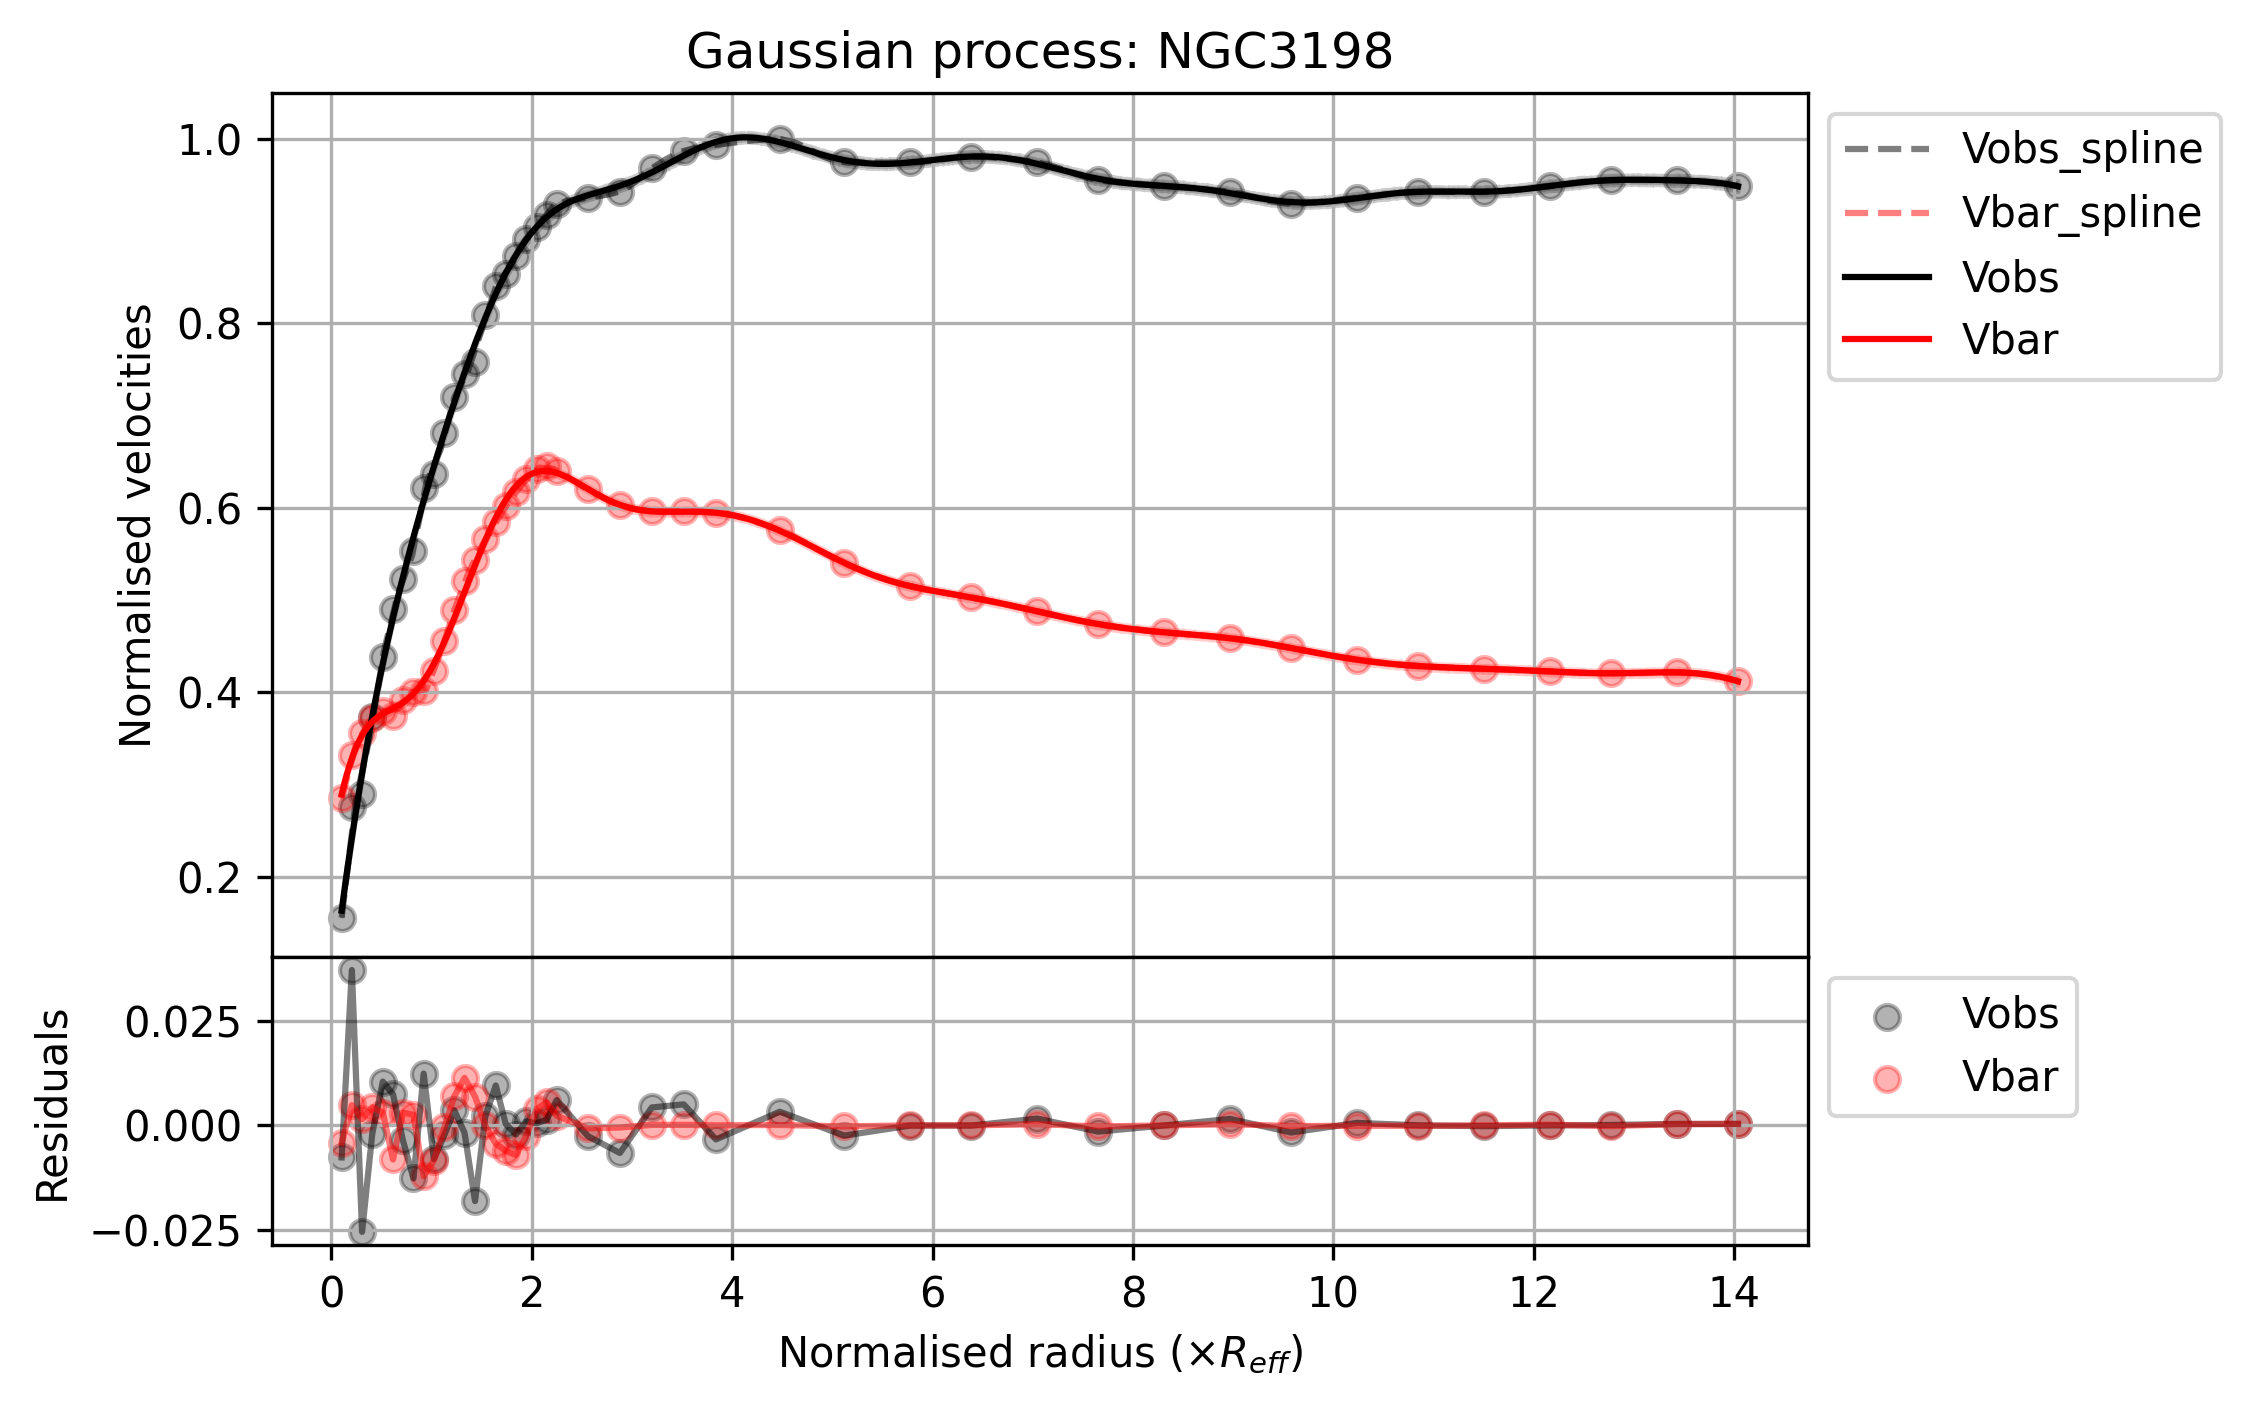 Gaussian process: NGC3198
Normalised velocities
1.0
0.8
0.6
0.4
0.2
Vobs_spline
Vbar_spline
Vobs
Vbar
Residuals
0.025
0.000
−0.025
Vobs
Vbar
0 2 4 6 8 10 12 14
Normalised radius (×R_eff)